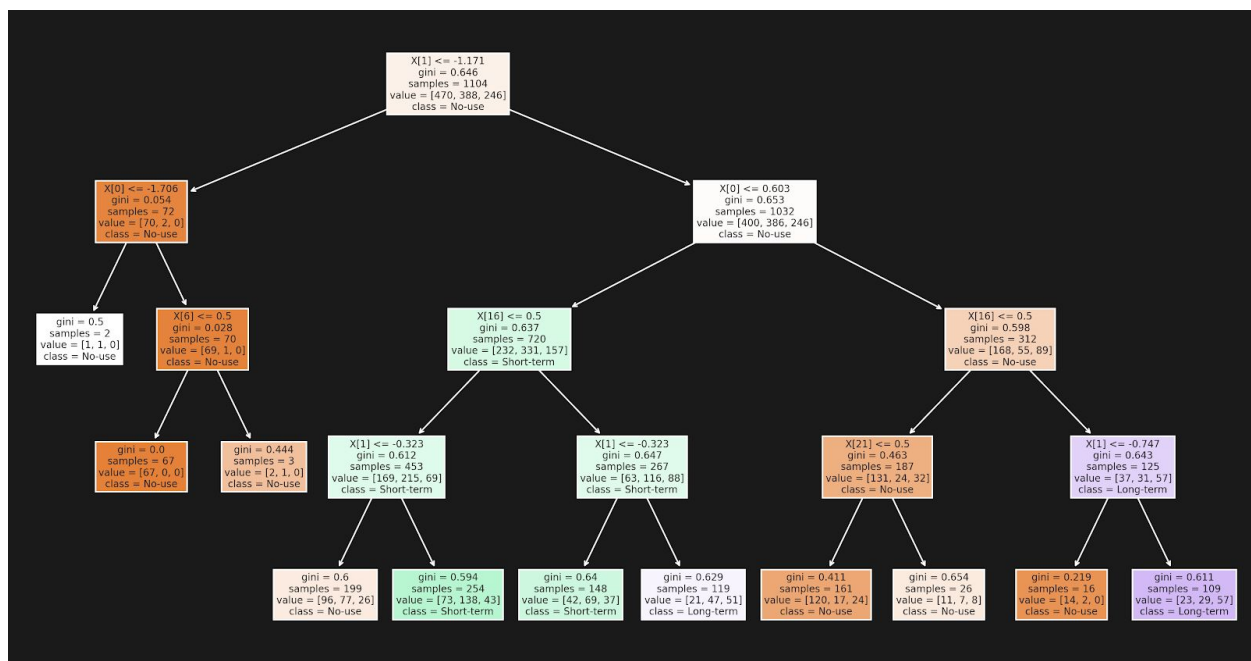 X[1] <= -1.171
gini = 0.646
samples = 1104
value = [470, 388, 246]
class = No-use
X[0] <= -1.706
gini = 0.054
samples = 72
value = [70, 2, 0]
class = No-use
X[0] <= 0.603
gini = 0.653
samples = 1032
value = [400, 386, 246]
class = No-use
gini = 0.5
samples = 2
value = [1, 1, 0]
class = No-use
X[6] <= 0.5
gini = 0.028
samples = 70
value = [69, 1, 0]
class = No-use
X[16] <= 0.5
gini = 0.637
samples = 720
value = [232, 331, 157]
class = Short-term
X[16] <= 0.5
gini = 0.598
samples = 312
value = [168, 55, 89]
class = No-use
gini = 0.0
samples = 67
value = [67, 0, 0]
class = No-use
gini = 0.444
samples = 3
value = [2, 1, 0]
class = No-use
X[1] <= -0.323
gini = 0.612
samples = 453
value = [169, 215, 69]
class = Short-term
X[1] <= -0.323
gini = 0.647
samples = 267
value = [63, 116, 88]
class = Short-term
X[21] <= 0.5
gini = 0.463
samples = 187
value = [131, 24, 32]
class = No-use
X[1] <= -0.747
gini = 0.643
samples = 125
value = [37, 31, 57]
class = Long-term
gini = 0.6
samples = 199
value = [96, 77, 26]
class = No-use
gini = 0.594
samples = 254
value = [73, 138, 43]
class = Short-term
gini = 0.64
samples = 148
value = [42, 69, 37]
class = Short-term
gini = 0.629
samples = 119
value = [21, 47, 51]
class = Long-term
gini = 0.411
samples = 161
value = [120, 17, 24]
class = No-use
gini = 0.654
samples = 26
value = [11, 7, 8]
class = No-use
gini = 0.219
samples = 16
value = [14, 2, 0]
class = No-use
gini = 0.611
samples = 109
value = [23, 29, 57]
class = Long-term